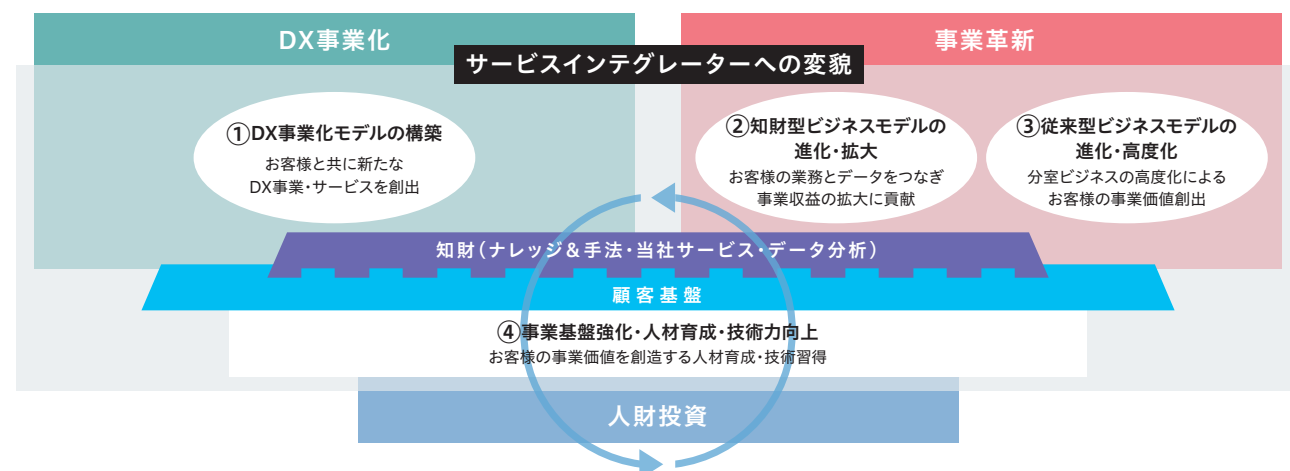 DX事業化
事業革新
サービスインテグレーターへの変貌
①DX事業化モデルの構築
お客様と共に新たな
DX事業・サービスを創出
②知財型ビジネスモデルの
進化・拡大
お客様の業務とデータをつなぎ
事業収益の拡大に貢献
③従来型ビジネスモデルの
進化・高度化
分室ビジネスの高度化による
お客様の事業価値創出
知財（ナレッジ＆手法・当社サービス・データ分析）
顧客基盤
④事業基盤強化・人材育成・技術力向上
お客様の事業価値を創造する人材育成・技術習得
人財投資